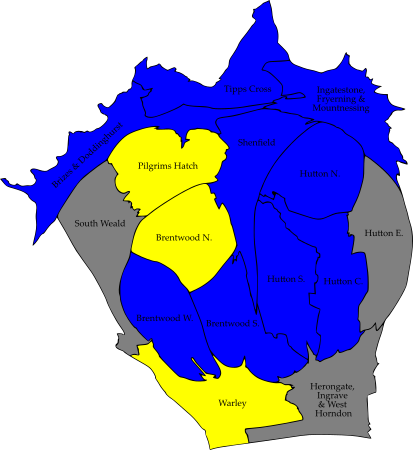 Tipps Cross
Ingatestone,
Fryerning &
Mountnessing
Brizes & Doddinghurst
Shenfield
Pilgrims Hatch
Hutton N.
South Weald
Hutton E.
Brentwood N.
Hutton S.
Hutton C.
Brentwood W.
Brentwood S.
Herongate,
Ingrave
& West
Horndon
Warley